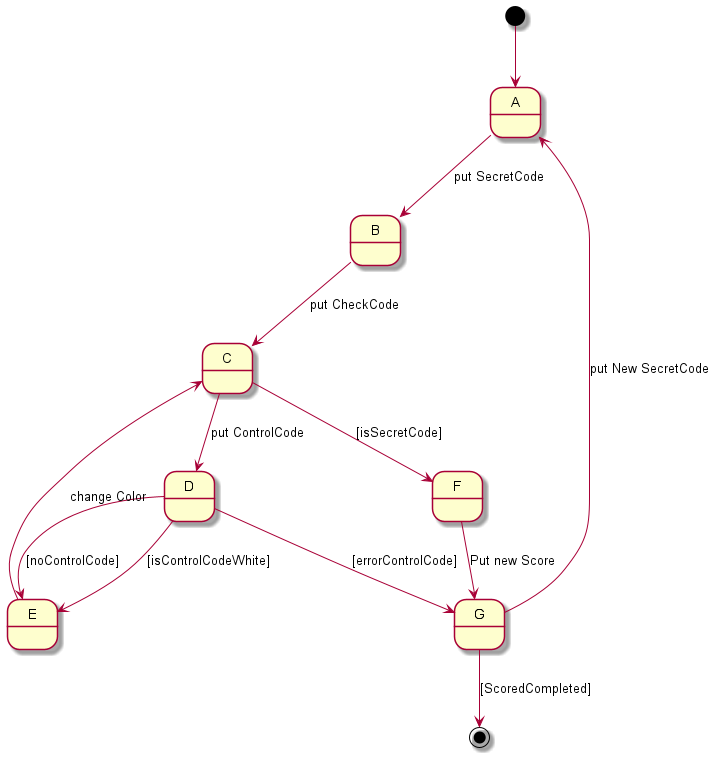 A
put SecretCode
B
put CheckCode
put New SecretCode
C
put ControlCode
[isSecretCode]
D
F
change Color
[noControlCode]
[isControlCodeWhite]
[errorControlCode]
Put new Score
E
G
[ScoredCompleted]